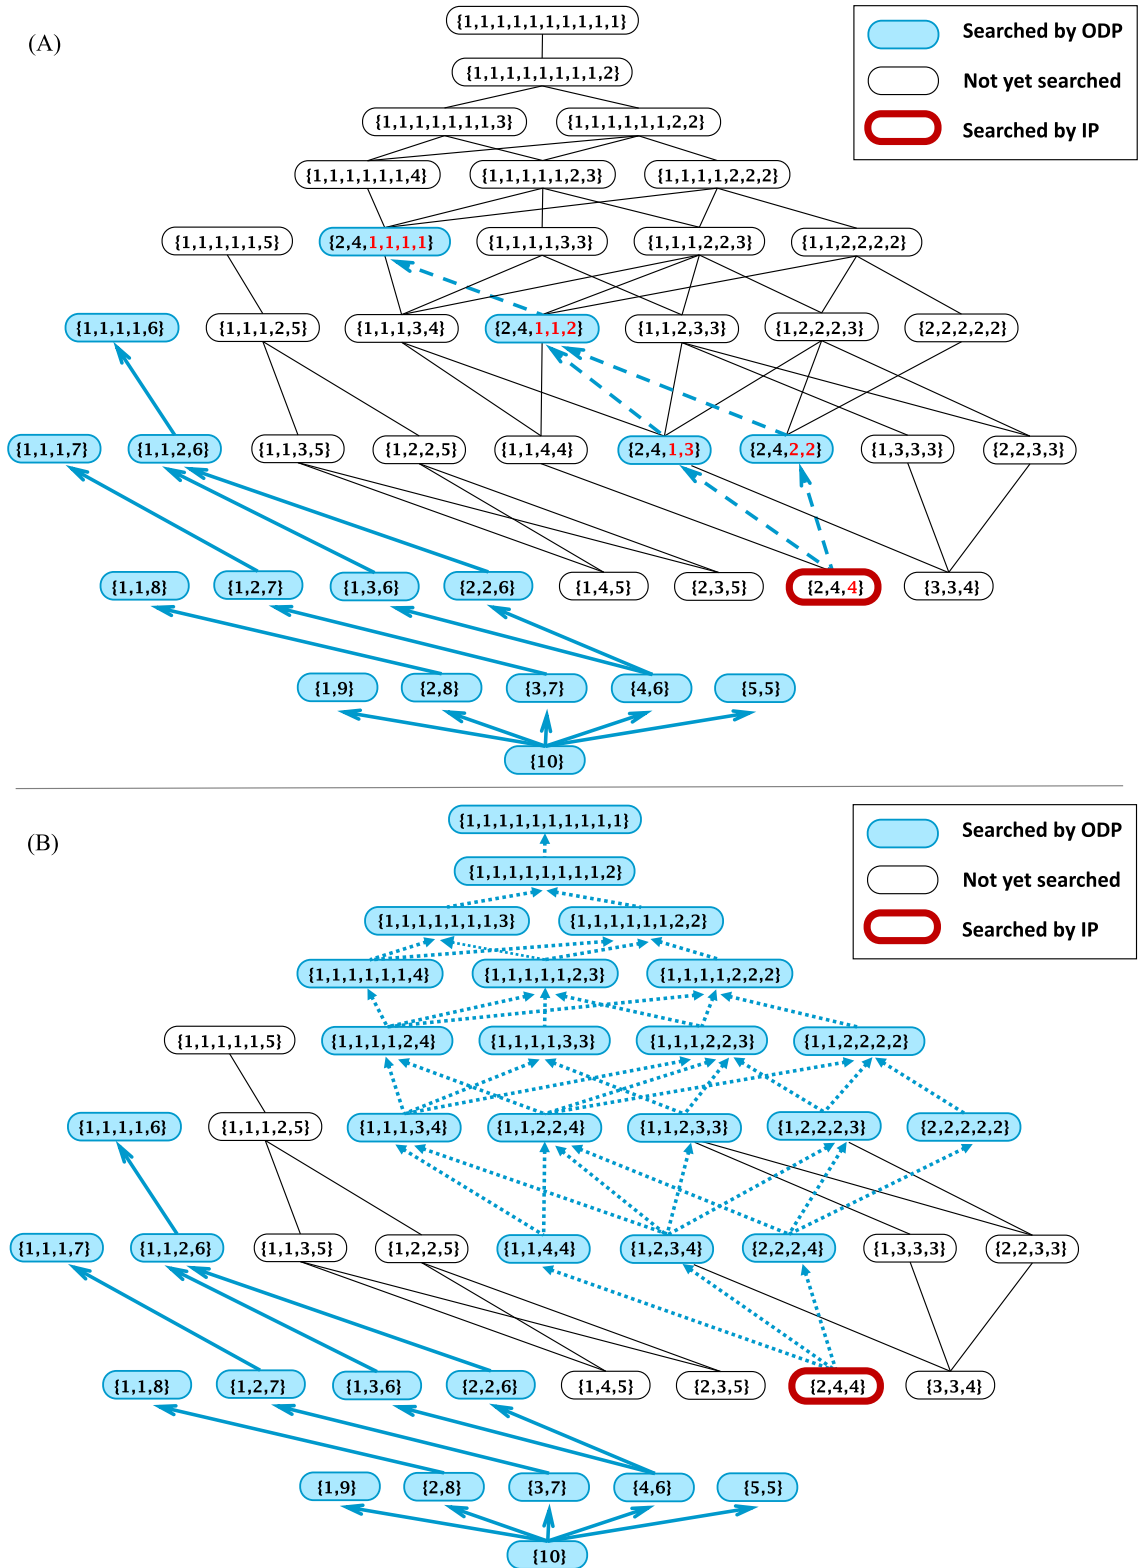 (A)
{1,1,1,1,1,1,1,1,1,1}
{1,1,1,1,1,1,1,1,2}
{1,1,1,1,1,1,1,3} {1,1,1,1,1,1,2,2}
{1,1,1,1,1,1,4} {1,1,1,1,1,2,3} {1,1,1,1,2,2,2}
{1,1,1,1,1,5} {2,4,1,1,1,1} {1,1,1,1,3,3} {1,1,1,2,2,3} {1,1,2,2,2,2}
{1,1,1,1,6} {1,1,1,2,5} {1,1,1,3,4} {2,4,1,1,2} {1,1,2,3,3} {1,2,2,2,3} {2,2,2,2,2}
{1,1,1,7} {1,1,2,6} {1,1,3,5} {1,2,2,5} {1,1,4,4} {2,4,1,3} {2,4,2,2} {1,3,3,3} {2,2,3,3}
{1,1,8} {1,2,7} {1,3,6} {2,2,6} {1,4,5} {2,3,5} {2,4,4} {3,3,4}
{1,9} {2,8} {3,7} {4,6} {5,5}
{10}
Searched by ODP
Not yet searched
Searched by IP
(B)
{1,1,1,1,1,1,1,1,1,1}
{1,1,1,1,1,1,1,1,2}
{1,1,1,1,1,1,1,3} {1,1,1,1,1,1,2,2}
{1,1,1,1,1,1,4} {1,1,1,1,1,2,3} {1,1,1,1,2,2,2}
{1,1,1,1,1,5} {1,1,1,1,2,4} {1,1,1,1,3,3} {1,1,1,2,2,3} {1,1,2,2,2,2}
{1,1,1,1,6} {1,1,1,2,5} {1,1,1,3,4} {1,1,2,2,4} {1,1,2,3,3} {1,2,2,2,3} {2,2,2,2,2}
{1,1,1,7} {1,1,2,6} {1,1,3,5} {1,2,2,5} {1,1,4,4} {1,2,3,4} {2,2,2,4} {1,3,3,3} {2,2,3,3}
{1,1,8} {1,2,7} {1,3,6} {2,2,6} {1,4,5} {2,3,5} {2,4,4} {3,3,4}
{1,9} {2,8} {3,7} {4,6} {5,5}
{10}
Searched by ODP
Not yet searched
Searched by IP